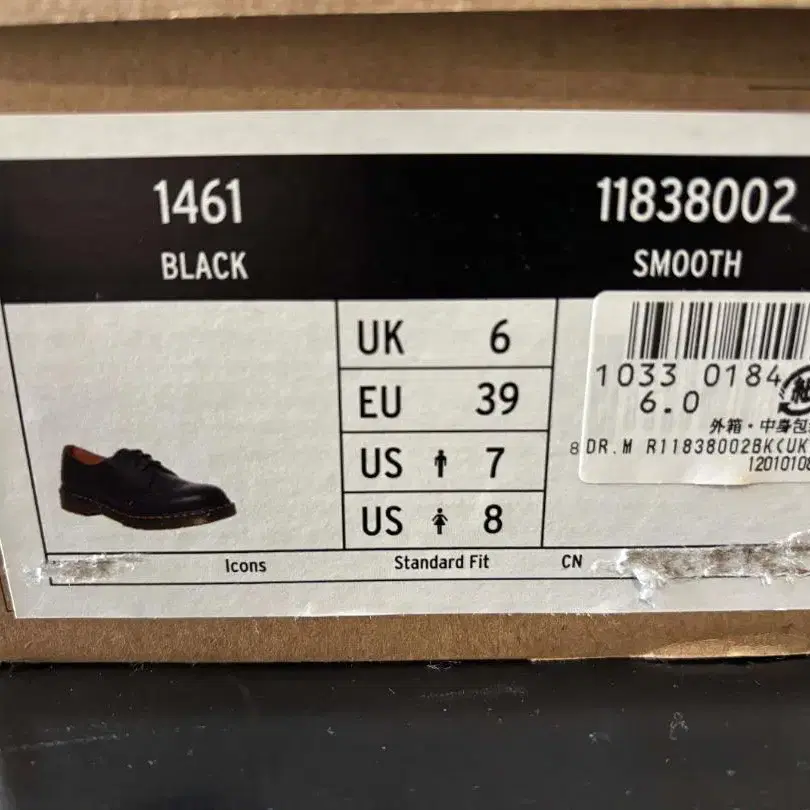 1461
11838002
BLACK
SMOOTH
UK 6
EU 39
US 7
US 8
1033 0184
6.0
外箱・中身包
DR.M R11838002BK(UK
1201010
Icons
Standard Fit
CN